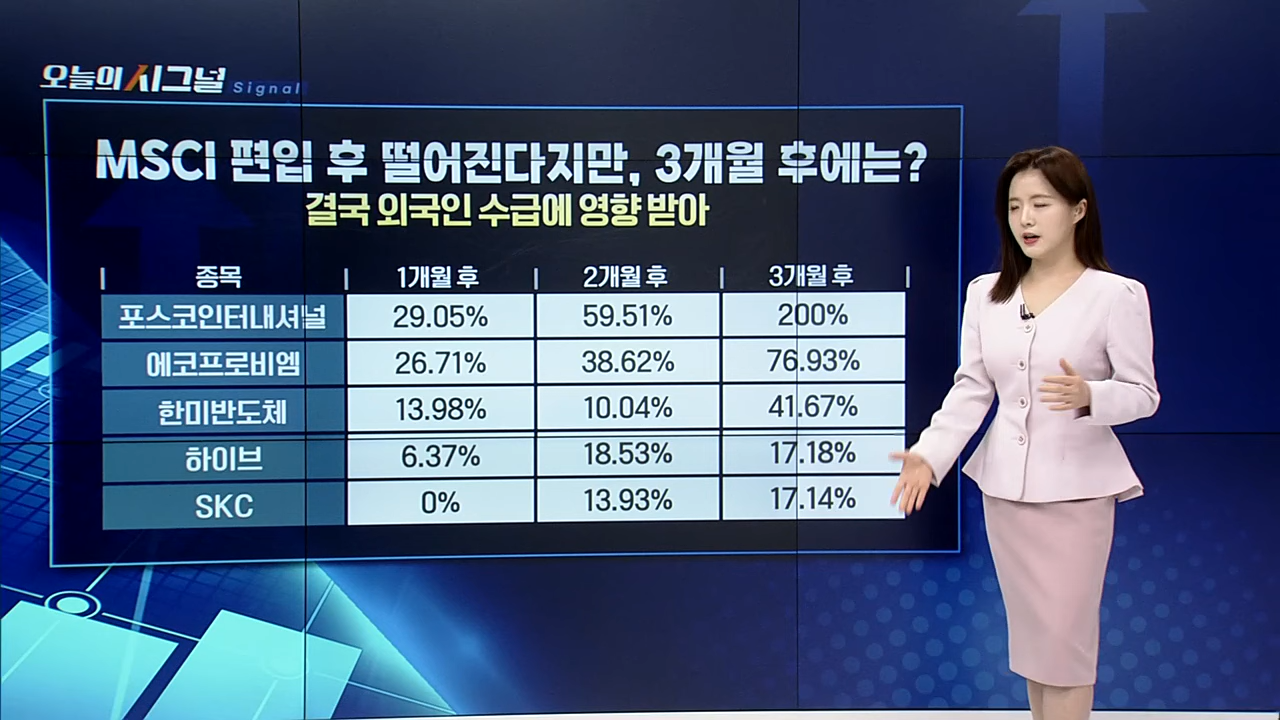 오늘의 시그널 Signal
MSCI 편입 후 떨어진다지만, 3개월 후에는?
결국 외국인 수급에 영향 받아
종목 1개월 후 2개월 후 3개월 후
포스코인터내셔널 29.05% 59.51% 200%
에코프로비엠 26.71% 38.62% 76.93%
한미반도체 13.98% 10.04% 41.67%
하이브 6.37% 18.53% 17.18%
SKC 0% 13.93% 17.14%